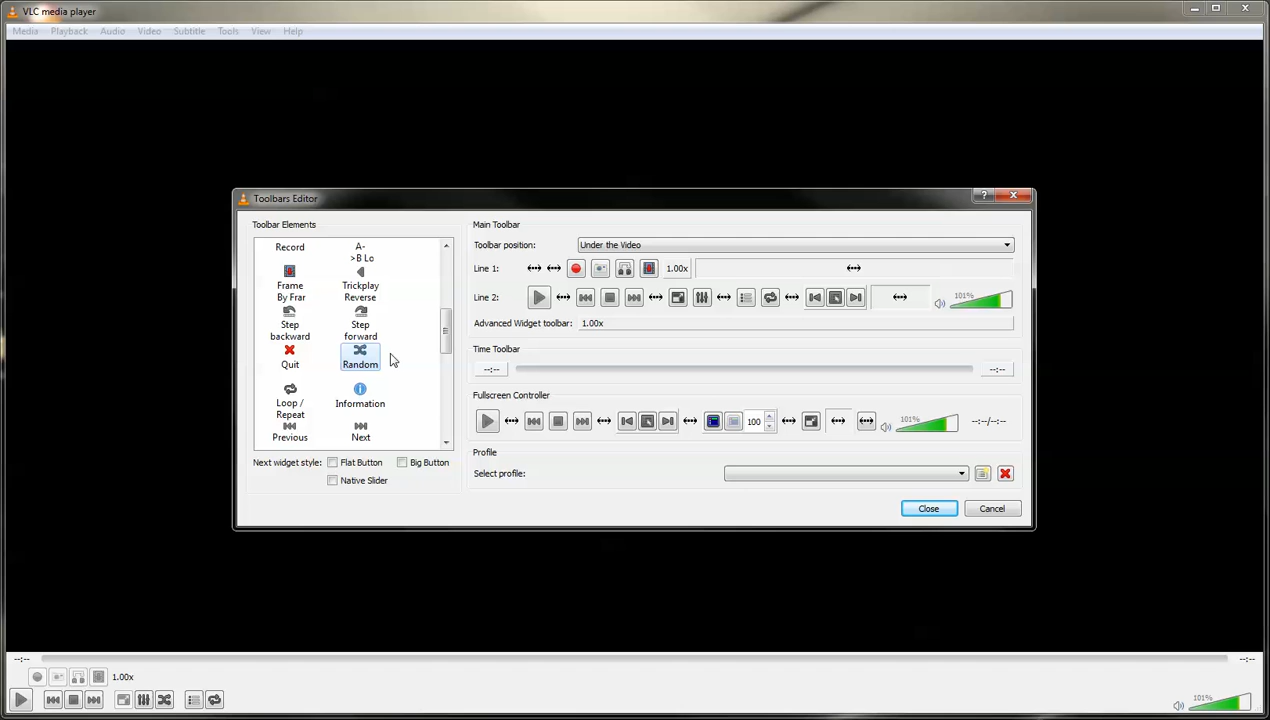 VLC media player
Media Playback Audio Video Subtitle Tools View Help
Toolbars Editor
Toolbar Elements
Record
A-
>B Lo
Frame
By Frar
Trickplay
Reverse
Step
backward
Step
forward
Quit
Random
Loop /
Repeat
Information
Previous
Next
Next widget style: Flat Button Big Button
Native Slider
Main Toolbar
Toolbar position: Under the Video
Line 1: 1.00x
Line 2: 101%
Advanced Widget toolbar: 1.00x
Time Toolbar
--:-- --:--
Fullscreen Controller
100 101% --:--/--:--
Profile
Select profile:
Close Cancel
--:-- --:--
1.00x
101%